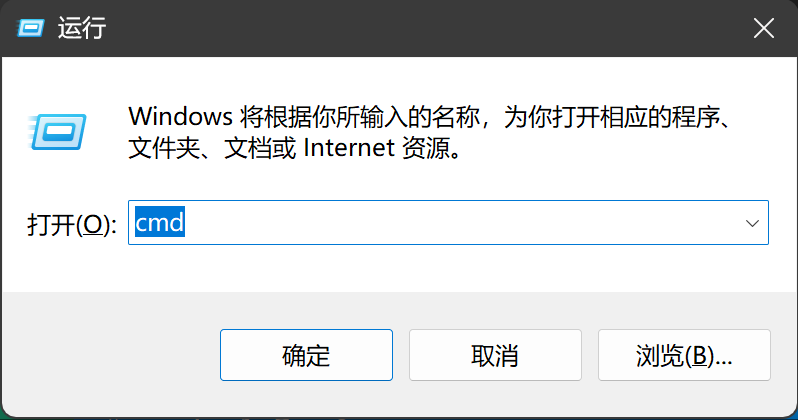 运行
Windows 将根据你所输入的名称，为你打开相应的程序、
文件夹、文档或 Internet 资源。
打开(O):
cmd
确定
取消
浏览(B)...